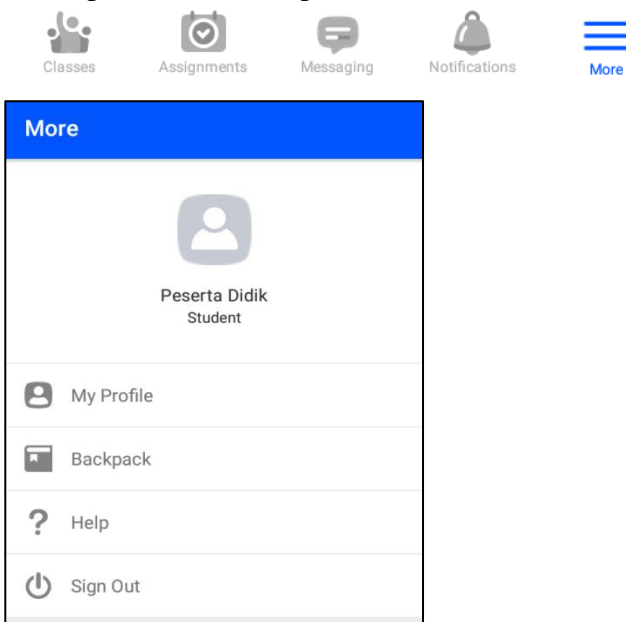 Classes
Assignments
Messaging
Notifications
More
More
Peserta Didik
Student
My Profile
Backpack
Help
Sign Out